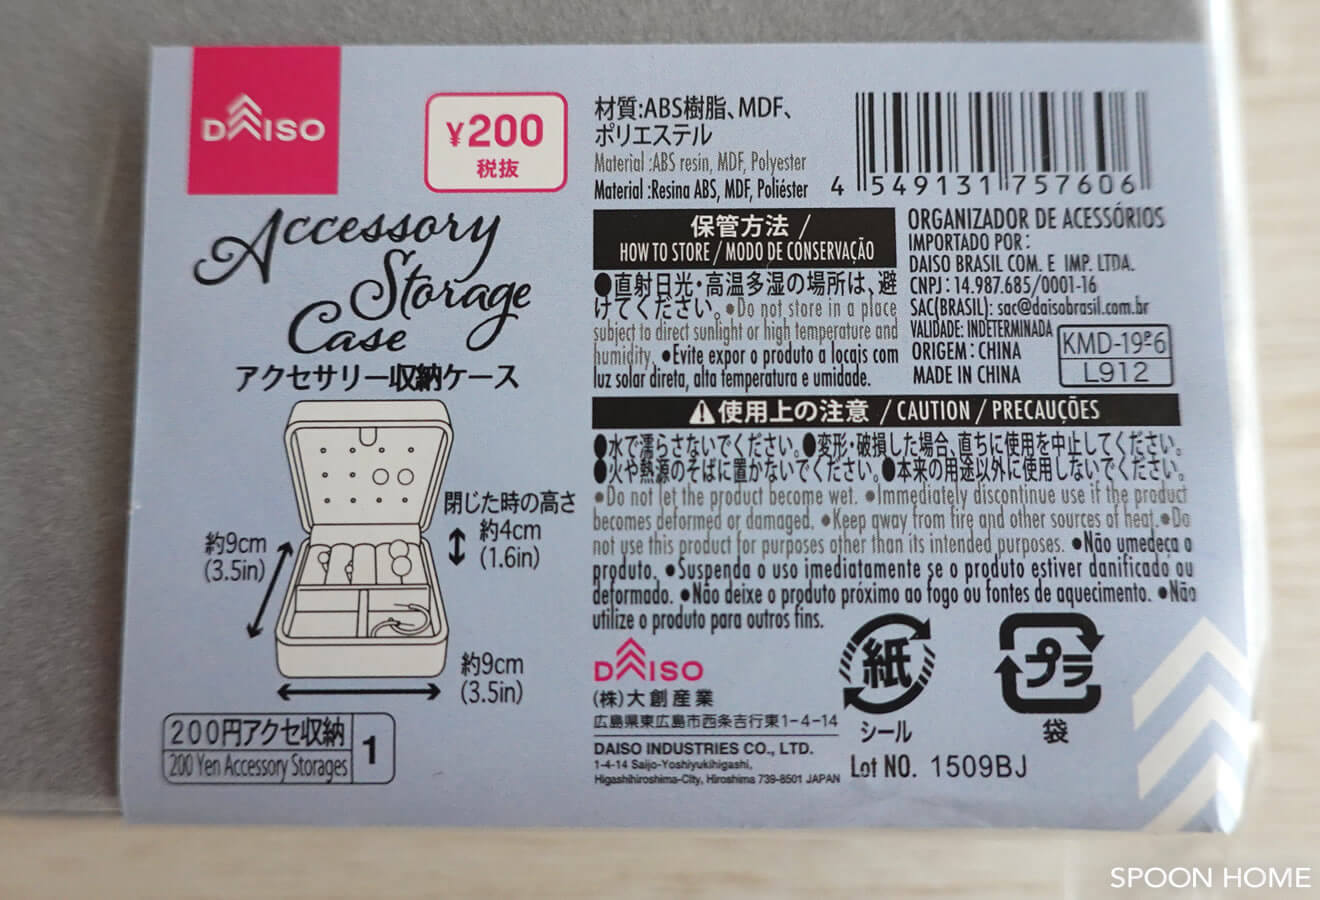 DAISO
¥200
税抜
Accessory
Storage
Case
アクセサリー収納ケース
閉じた時の高さ
約4cm
(1.6in)
約9cm
(3.5in)
約9cm
(3.5in)
200円アクセ収納
200 Yen Accessory Storages
1
材質:ABS樹脂、MDF、
ポリエステル
Material :ABS resin, MDF, Polyester
Material :Resina ABS, MDF, Poliéster
4 549131 757606
保管方法 /
HOW TO STORE / MODO DE CONSERVAÇÃO
●直射日光・高温多湿の場所は、避
けてください。●Do not store in a place
subject to direct sunlight or high temperature and
humidity. ●Evite expor o produto a locais com
luz solar direta, alta temperatura e umidade.
ORGANIZADOR DE ACESSÓRIOS
IMPORTADO POR :
DAISO BRASIL COM. E IMP. LTDA.
CNPJ : 14.987.685/0001-16
SAC(BRASIL): sac@daisobrasil.com.br
VALIDADE: INDETERMINADA
ORIGEM : CHINA
MADE IN CHINA
KMD-19P6
L912
⚠使用上の注意 / CAUTION / PRECAUÇÕES
●水で濡らさないでください。●変形・破損した場合、直ちに使用を中止してください。
●火や熱源のそばに置かないでください。●本来の用途以外に使用しないでください。
●Do not let the product become wet. ●Immediately discontinue use if the product
becomes deformed or damaged. ●Keep away from fire and other sources of heat.●Do
not use this product for purposes other than its intended purposes. ●Não umedeça o
produto. ●Suspenda o uso imediatamente se o produto estiver danificado ou
deformado. ●Não deixe o produto próximo ao fogo ou fontes de aquecimento. ●Não
utilize o produto para outros fins.
DAISO
(株)大創産業
広島県東広島市西条吉行東1-4-14
DAISO INDUSTRIES CO., LTD.
1-4-14 Saijo-Yoshiyukihigashi,
Higashihiroshima-City, Hiroshima 739-8501 JAPAN
紙
シール
プラ
袋
Lot NO. 1509BJ
SPOON HOME